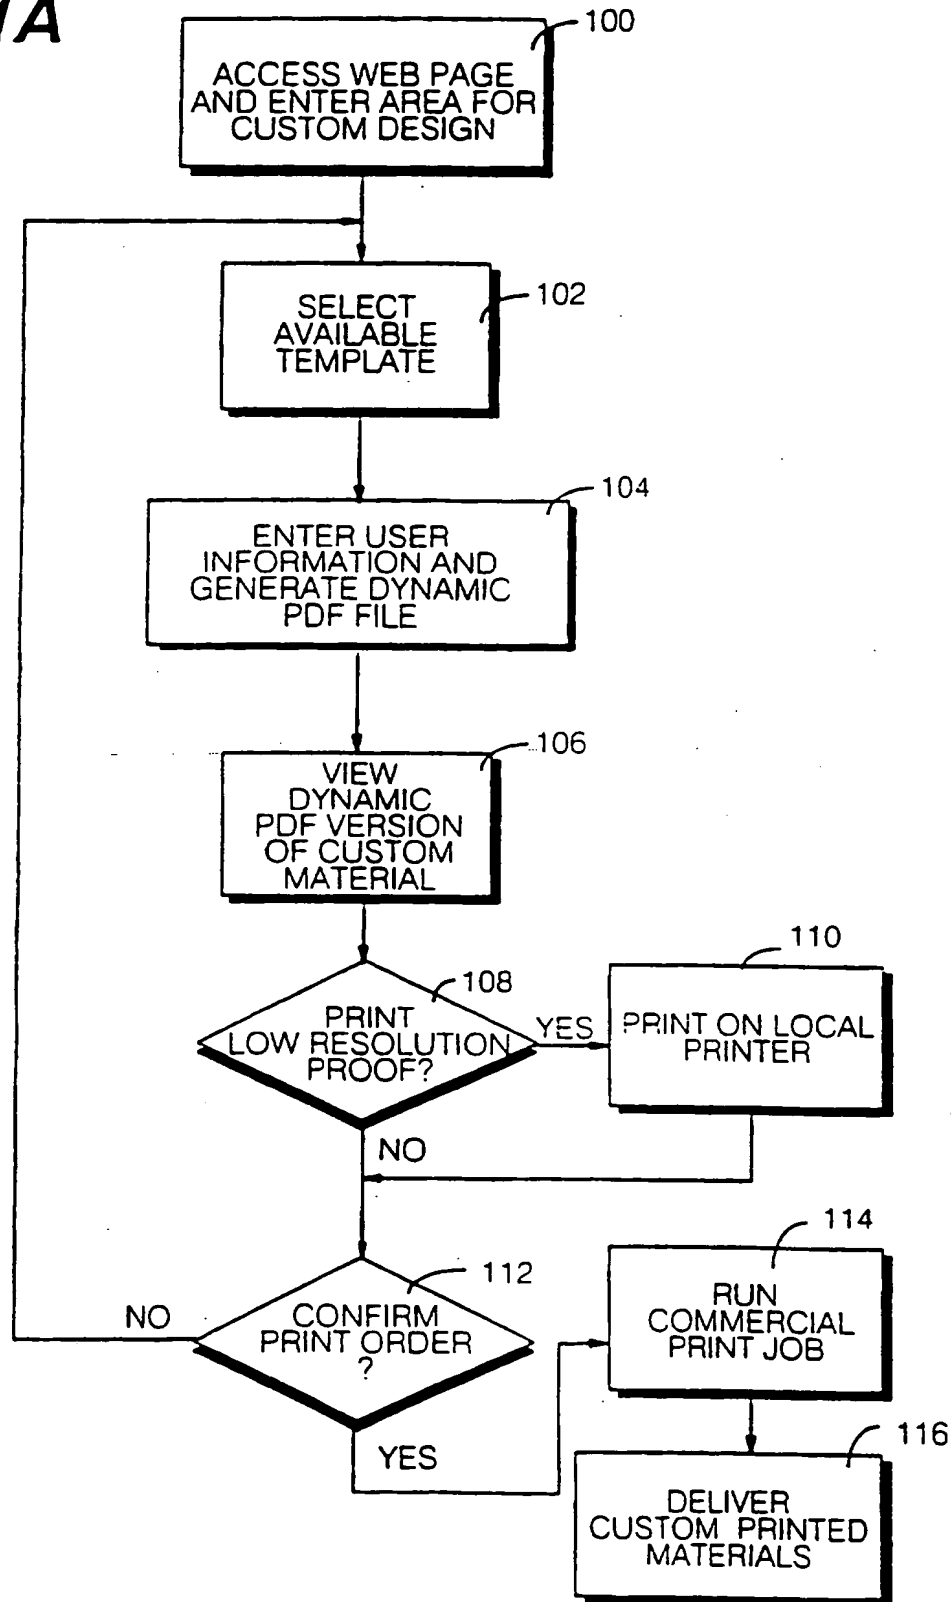 1A
100
ACCESS WEB PAGE
AND ENTER AREA FOR
CUSTOM DESIGN
102
SELECT
AVAILABLE
TEMPLATE
104
ENTER USER
INFORMATION AND
GENERATE DYNAMIC
PDF FILE
106
VIEW
DYNAMIC
PDF VERSION
OF CUSTOM
MATERIAL
108
PRINT
LOW RESOLUTION
PROOF?
YES
110
PRINT ON LOCAL
PRINTER
NO
112
CONFIRM
PRINT ORDER
?
NO
YES
114
RUN
COMMERCIAL
PRINT JOB
116
DELIVER
CUSTOM PRINTED
MATERIALS